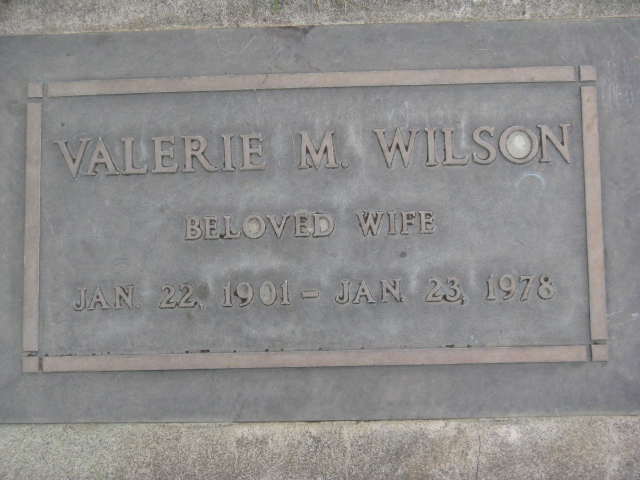 VALERIE M. WILSON
BELOVED WIFE
JAN. 22, 1901 – JAN. 23, 1978